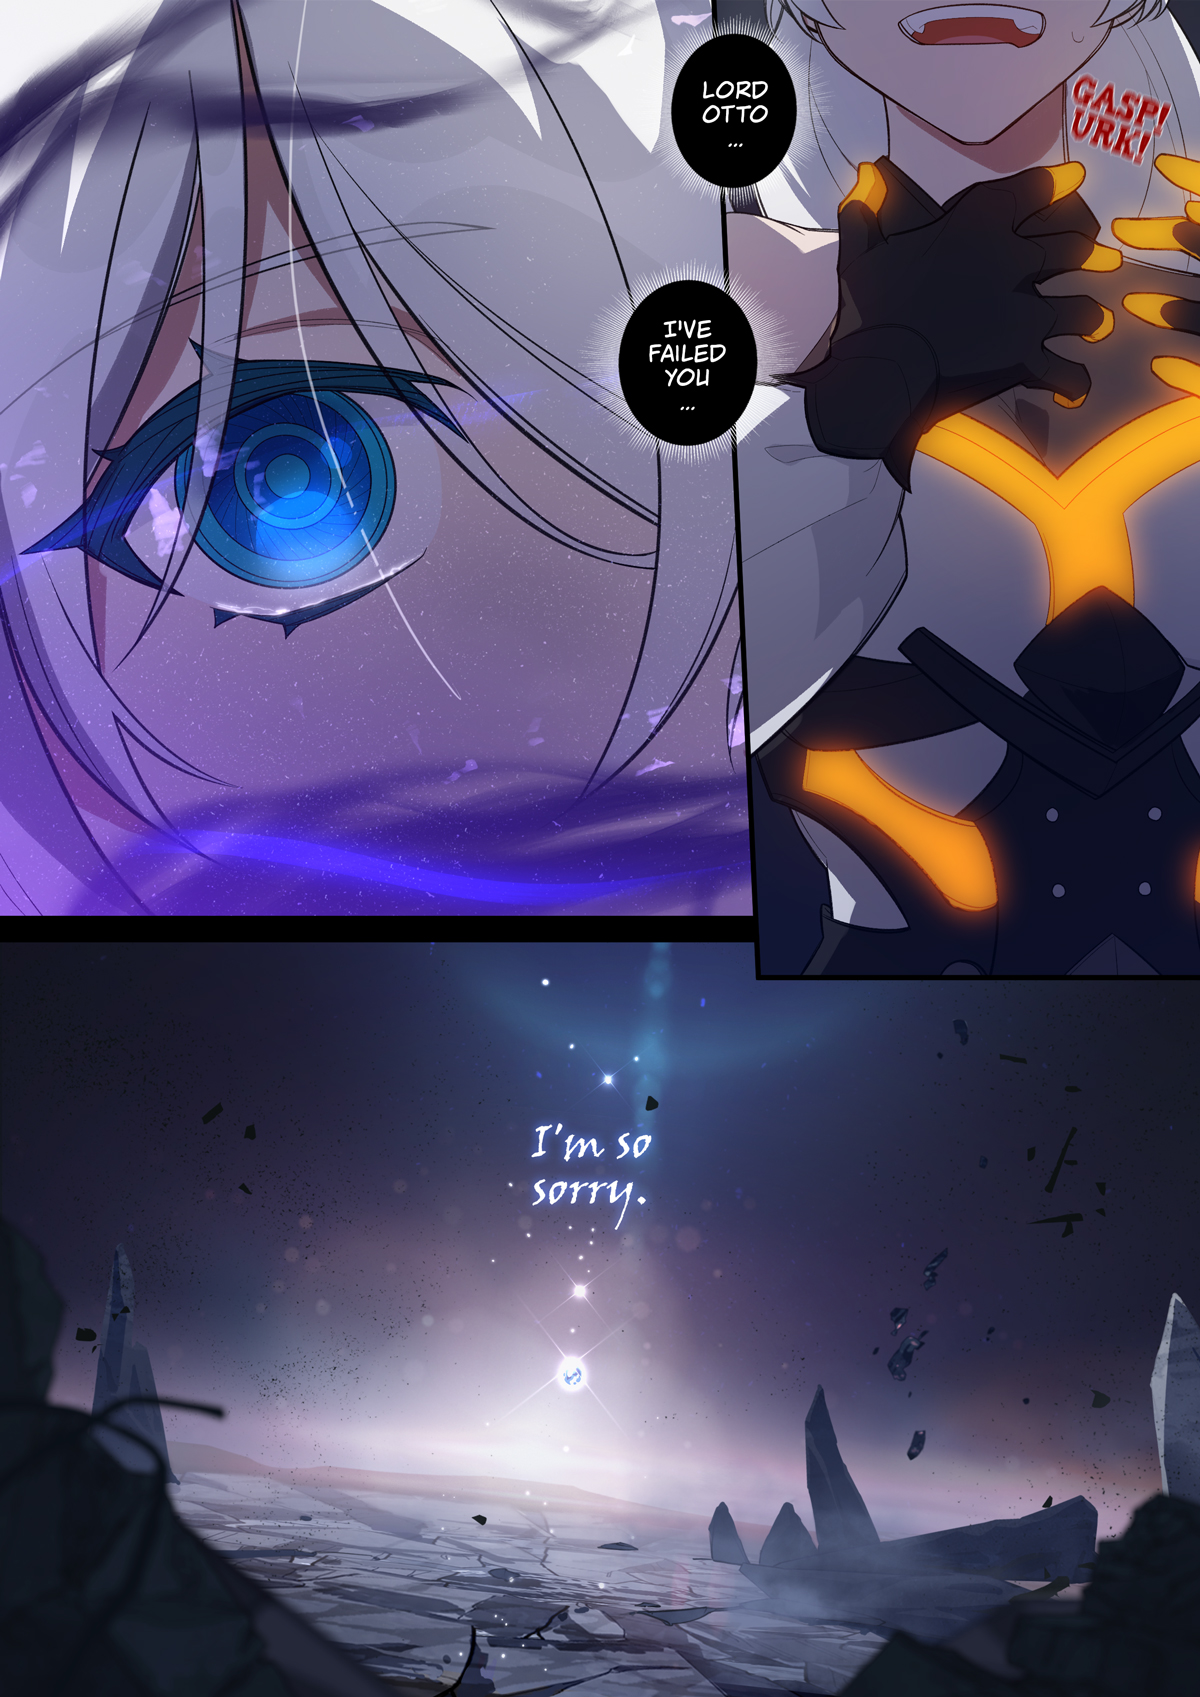 LORD
OTTO
...
GASP!
URK!
I'VE
FAILED
YOU
...
I'm so
sorry.